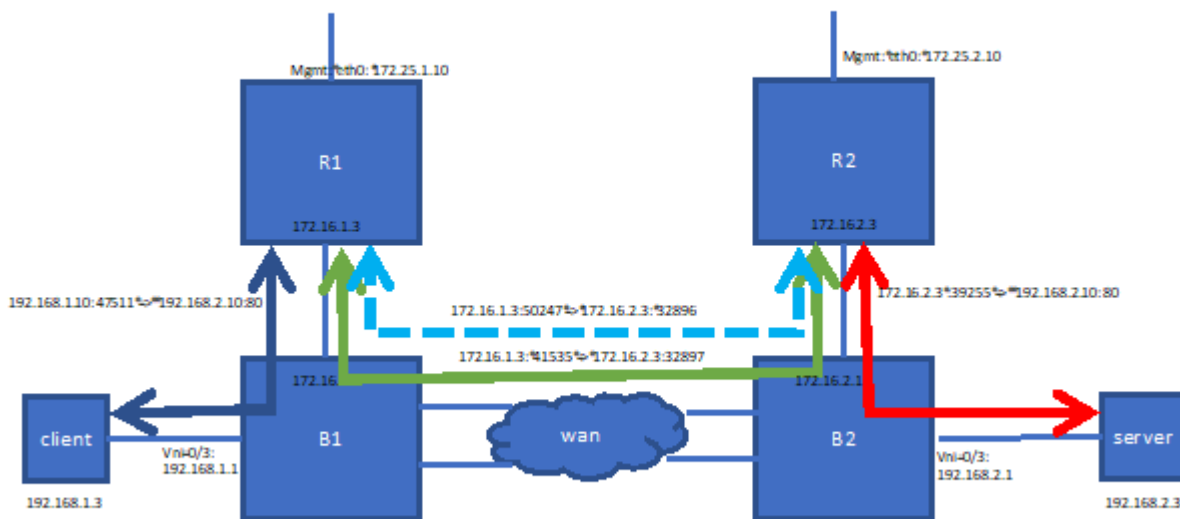 Mgmt:*eth0:*172.25.1.10
Mgmt:*eth0:*172.25.2.10
R1
R2
172.16.1.3
172.16.2.3
192.168.1.10:47511*>**192.168.2.10:80
172.16.2.3*:39255*>**192.168.2.10:80
172.16.1.3:50247*>*172.16.2.3:*32896
172.16.1.3:*41535*>*172.16.2.3:32897
172.16.
172.16.2.1
client
B1
wan
B2
server
Vni-0/3:
192.168.1.1
Vni-0/3:
192.168.2.1
192.168.1.3
192.168.2.3